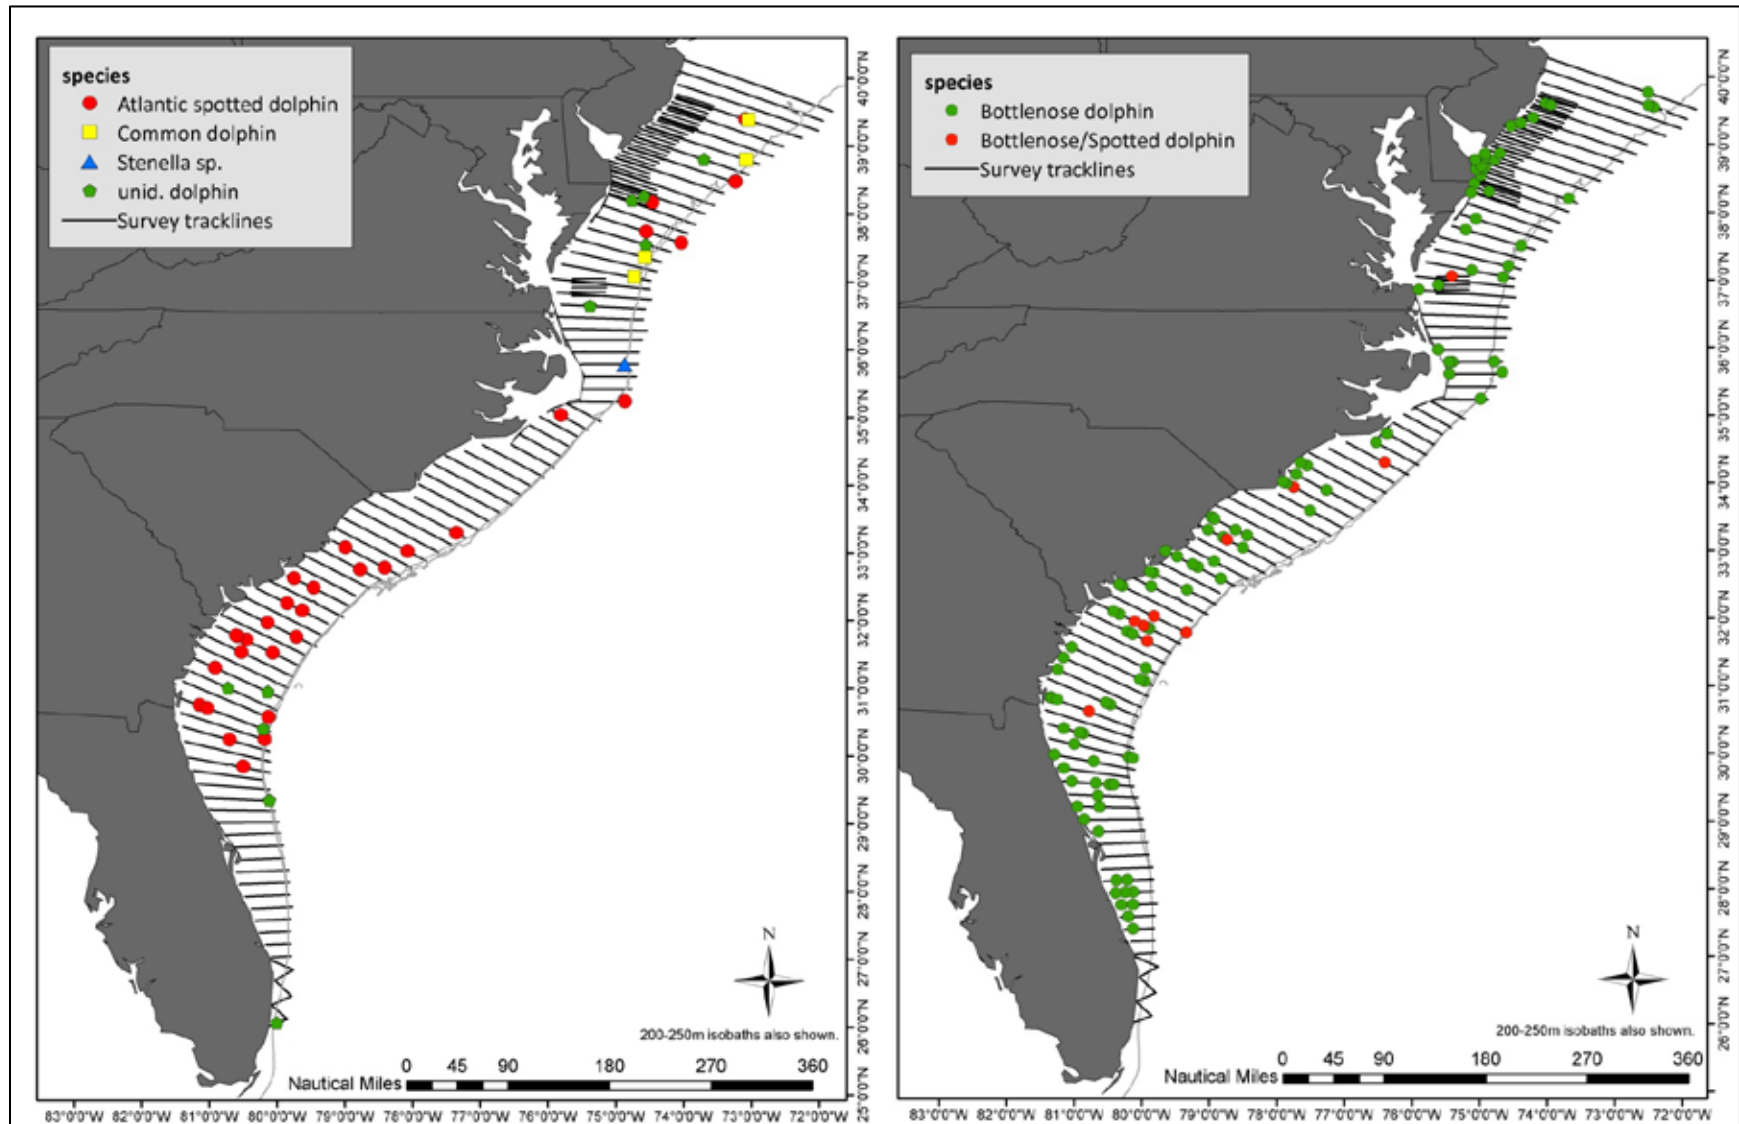 species
Atlantic spotted dolphin
Common dolphin
Stenella sp.
unid. dolphin
Survey tracklines
40°0'0"N
39°0'0"N
38°0'0"N
37°0'0"N
36°0'0"N
35°0'0"N
34°0'0"N
33°0'0"N
32°0'0"N
31°0'0"N
30°0'0"N
29°0'0"N
28°0'0"N
27°0'0"N
26°0'0"N
25°0'0"N
N
200-250m isobaths also shown.
0 45 90 180 270 360
Nautical Miles
83°0'0"W 82°0'0"W 81°0'0"W 80°0'0"W 79°0'0"W 78°0'0"W 77°0'0"W 76°0'0"W 75°0'0"W 74°0'0"W 73°0'0"W 72°0'0"W
species
Bottlenose dolphin
Bottlenose/Spotted dolphin
Survey tracklines
40°0'0"N
39°0'0"N
38°0'0"N
37°0'0"N
36°0'0"N
35°0'0"N
34°0'0"N
33°0'0"N
32°0'0"N
31°0'0"N
30°0'0"N
29°0'0"N
28°0'0"N
27°0'0"N
26°0'0"N
N
200-250m isobaths also shown.
0 45 90 180 270 360
Nautical Miles
83°0'0"W 82°0'0"W 81°0'0"W 80°0'0"W 79°0'0"W 78°0'0"W 77°0'0"W 76°0'0"W 75°0'0"W 74°0'0"W 73°0'0"W 72°0'0"W